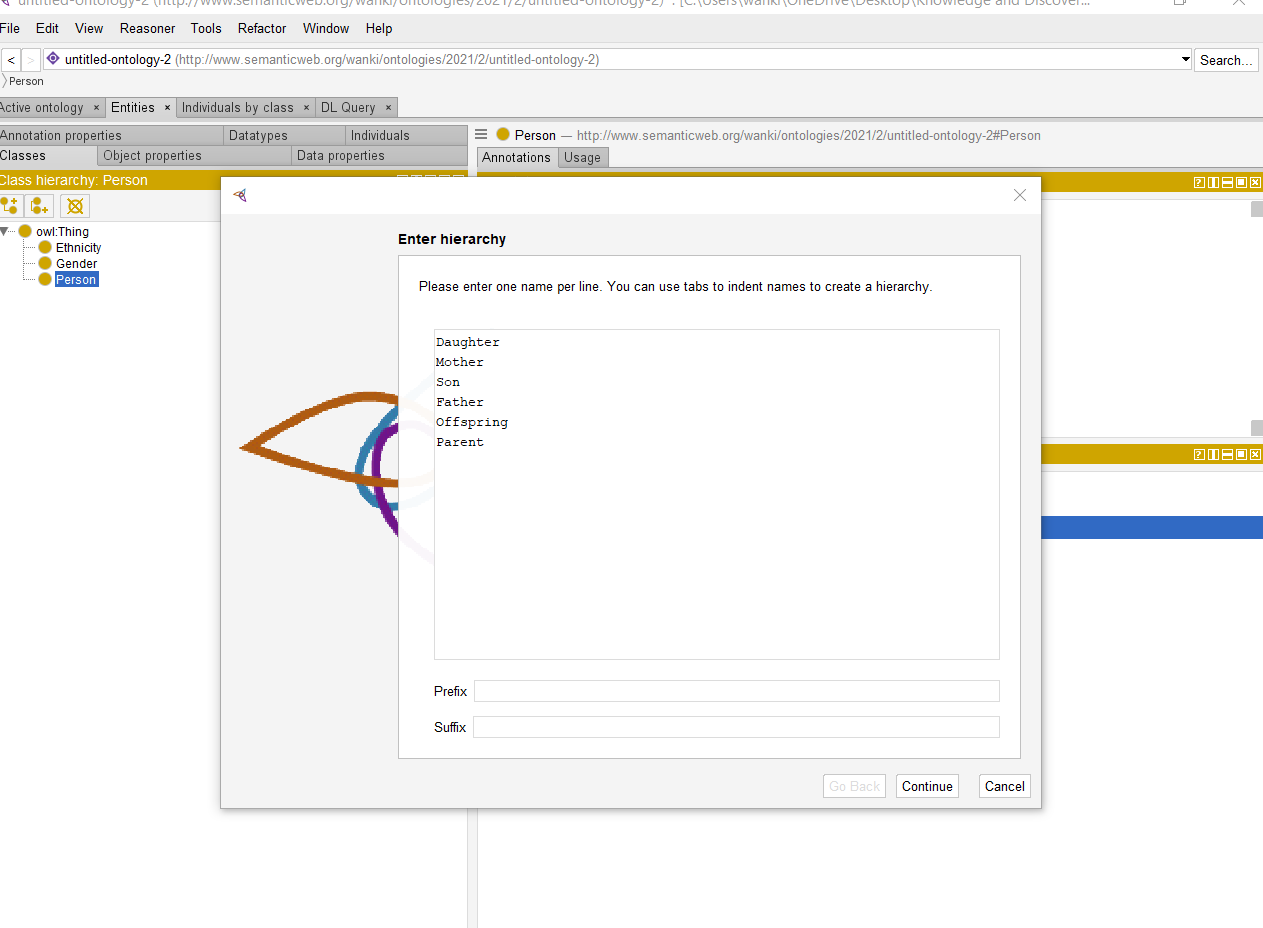 untitled-ontology-2 (http://www.semanticweb.org/wanki/ontologies/2021/2/untitled-ontology-2) : [C:\Users\wanki\OneDrive\Desktop\Knowledge and Discover...
File Edit View Reasoner Tools Refactor Window Help
< > untitled-ontology-2 (http://www.semanticweb.org/wanki/ontologies/2021/2/untitled-ontology-2) Search...
Person
Active ontology × Entities × Individuals by class × DL Query ×
Annotation properties Datatypes Individuals
Classes Object properties Data properties
Person — http://www.semanticweb.org/wanki/ontologies/2021/2/untitled-ontology-2#Person
Annotations Usage
Class hierarchy: Person
owl:Thing
Ethnicity
Gender
Person
Enter hierarchy
Please enter one name per line. You can use tabs to indent names to create a hierarchy.
Daughter
Mother
Son
Father
Offspring
Parent
Prefix
Suffix
Go Back Continue Cancel